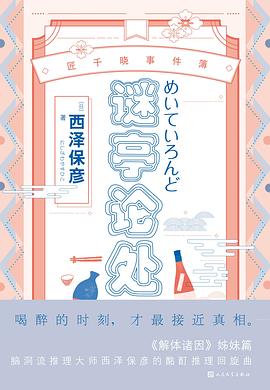 匠千晓事件簿
めいていろんど
谜亭论处
[日]
西泽保彦
にしざわやすひこ
著
喝醉的时刻，才最接近真相。
《解体诸因》姊妹篇
脑洞流推理大师西泽保彦的酩酊推理回旋曲
人民文学出版社